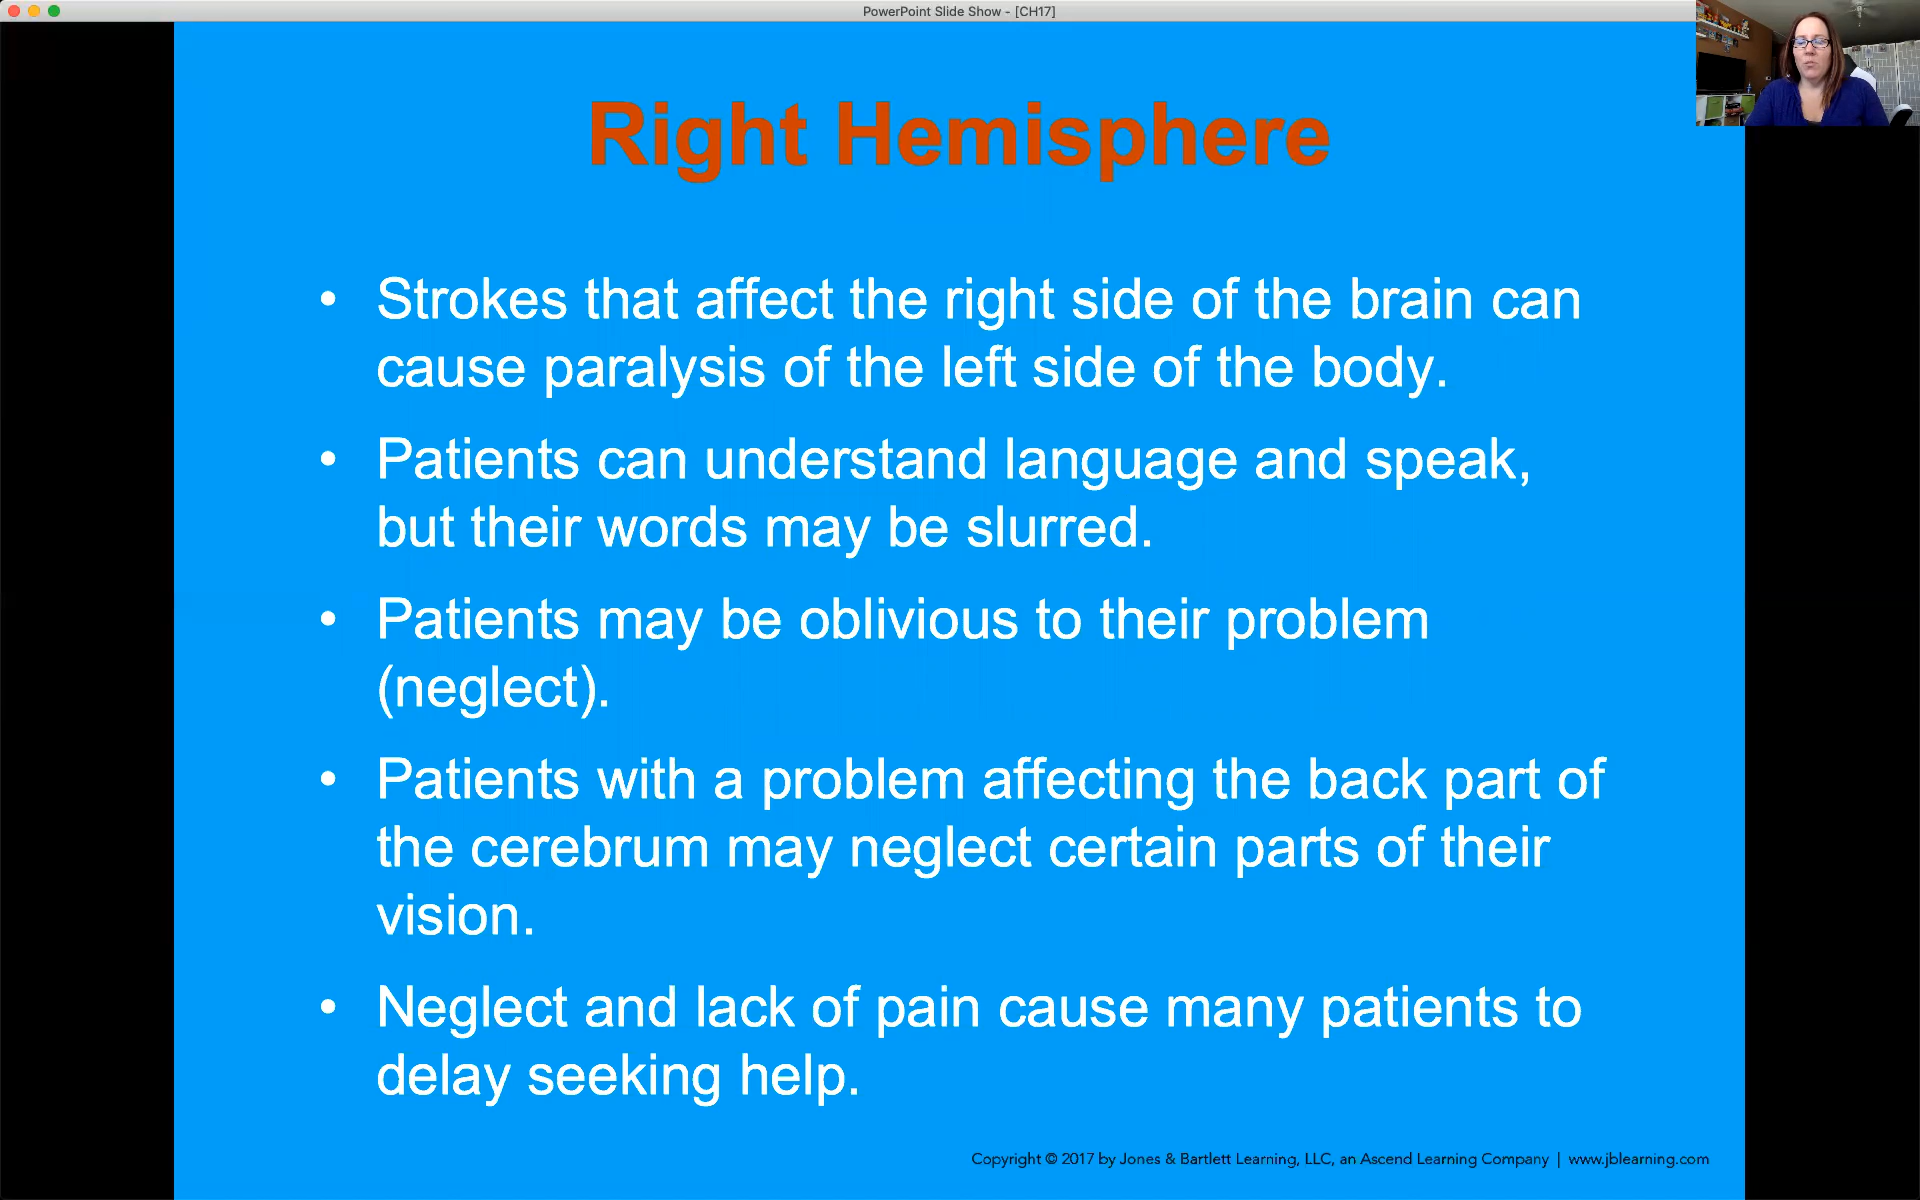 PowerPoint Slide Show - [CH17]
Right Hemisphere
• Strokes that affect the right side of the brain can
cause paralysis of the left side of the body.
• Patients can understand language and speak,
but their words may be slurred.
• Patients may be oblivious to their problem
(neglect).
• Patients with a problem affecting the back part of
the cerebrum may neglect certain parts of their
vision.
• Neglect and lack of pain cause many patients to
delay seeking help.
Copyright © 2017 by Jones & Bartlett Learning, LLC, an Ascend Learning Company | www.jblearning.com